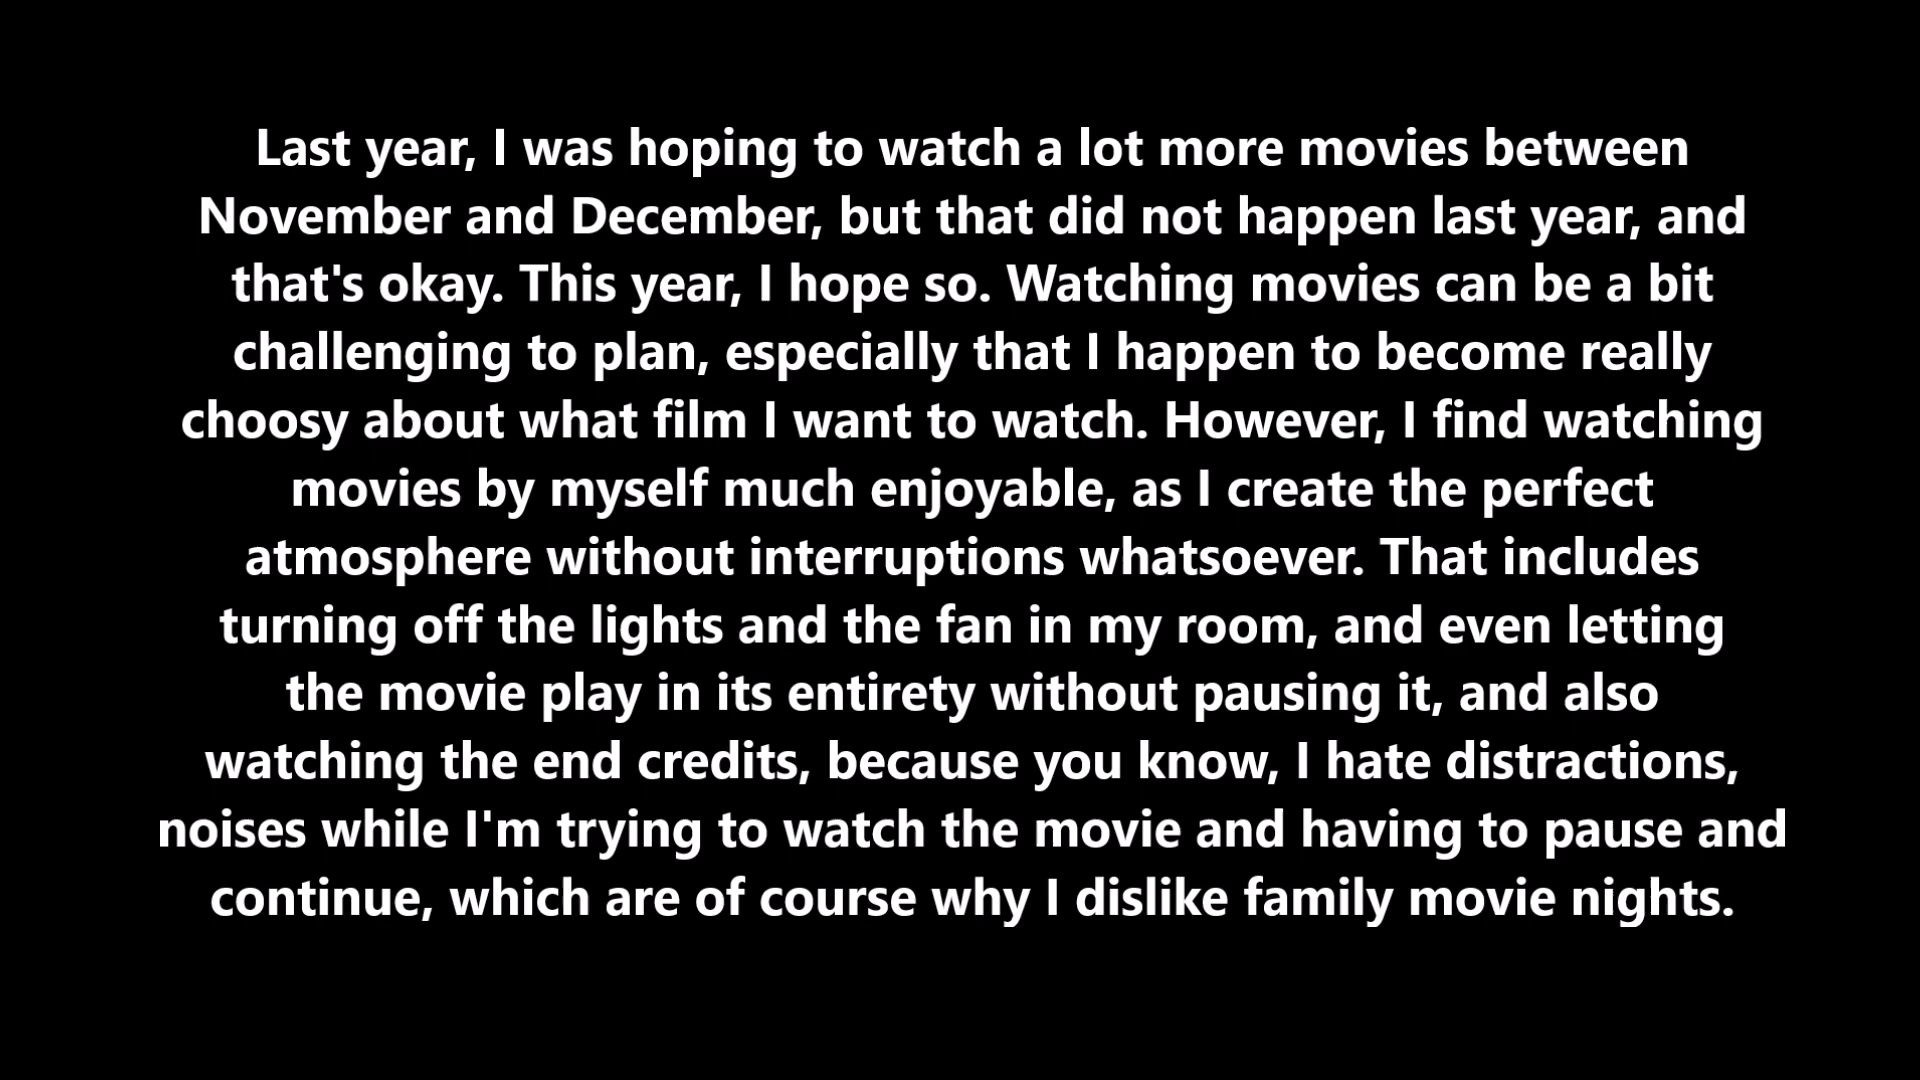 Last year, I was hoping to watch a lot more movies between
November and December, but that did not happen last year, and
that's okay. This year, I hope so. Watching movies can be a bit
challenging to plan, especially that I happen to become really
choosy about what film I want to watch. However, I find watching
movies by myself much enjoyable, as I create the perfect
atmosphere without interruptions whatsoever. That includes
turning off the lights and the fan in my room, and even letting
the movie play in its entirety without pausing it, and also
watching the end credits, because you know, I hate distractions,
noises while I'm trying to watch the movie and having to pause and
continue, which are of course why I dislike family movie nights.